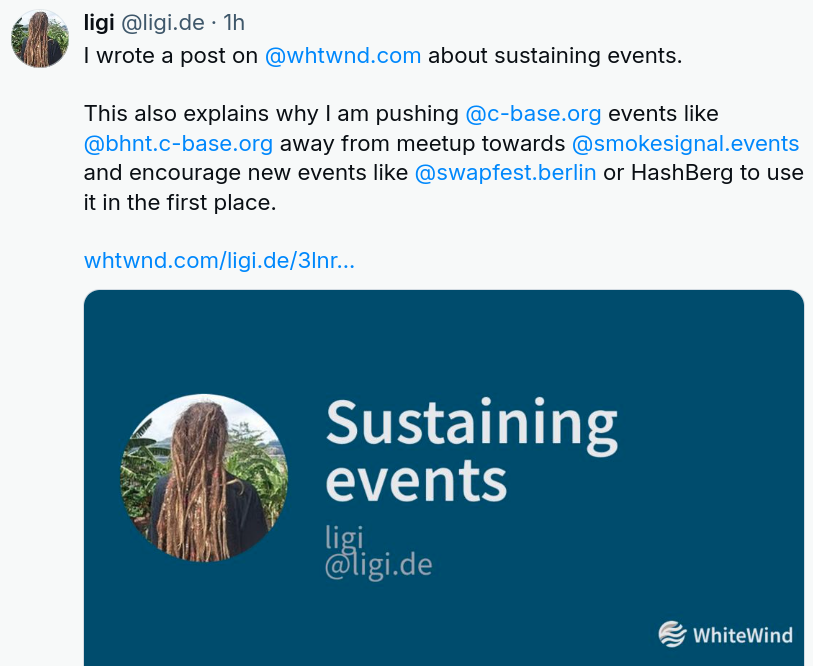 ligi @ligi.de · 1h
I wrote a post on @whtwnd.com about sustaining events.
This also explains why I am pushing @c-base.org events like
@bhnt.c-base.org away from meetup towards @smokesignal.events
and encourage new events like @swapfest.berlin or HashBerg to use
it in the first place.
whtwnd.com/ligi.de/3lnr...
Sustaining
events
ligi
@ligi.de
WhiteWind